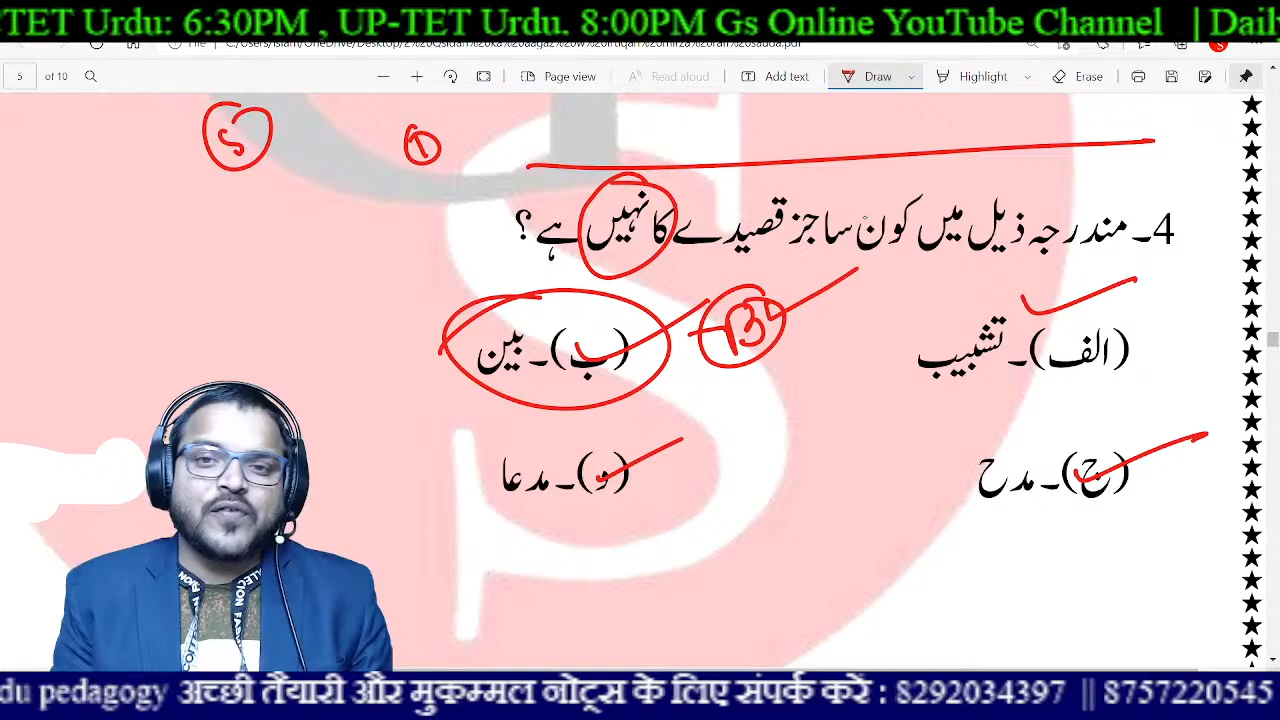 CTET Urdu: 6:30PM , UP-TET Urdu. 8:00PM Gs Online YouTube Channel | Daily
5 of 10 Page view Read aloud Add text Draw Highlight Erase
4۔ مندرجہ ذیل میں کون سا جز قصیدے کا نہیں ہے؟
(الف)۔ تشبیب (ب)۔ بین
(ج)۔ مدح (د)۔ مدعا
du pedagogy अच्छी तैयारी और मुकम्मल नोट्स के लिए संपर्क करें : 8292034397 || 8757220545